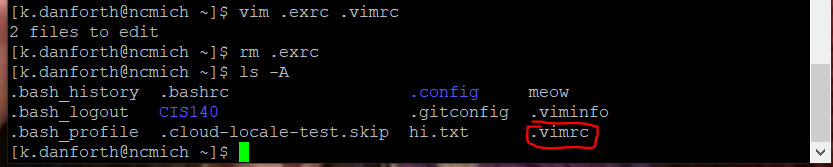 [k.danforth@ncmich ~]$ vim .exrc .vimrc
2 files to edit
[k.danforth@ncmich ~]$ rm .exrc
[k.danforth@ncmich ~]$ ls -A
.bash_history .bashrc .config meow
.bash_logout CIS140 .gitconfig .viminfo
.bash_profile .cloud-locale-test.skip hi.txt .vimrc
[k.danforth@ncmich ~]$